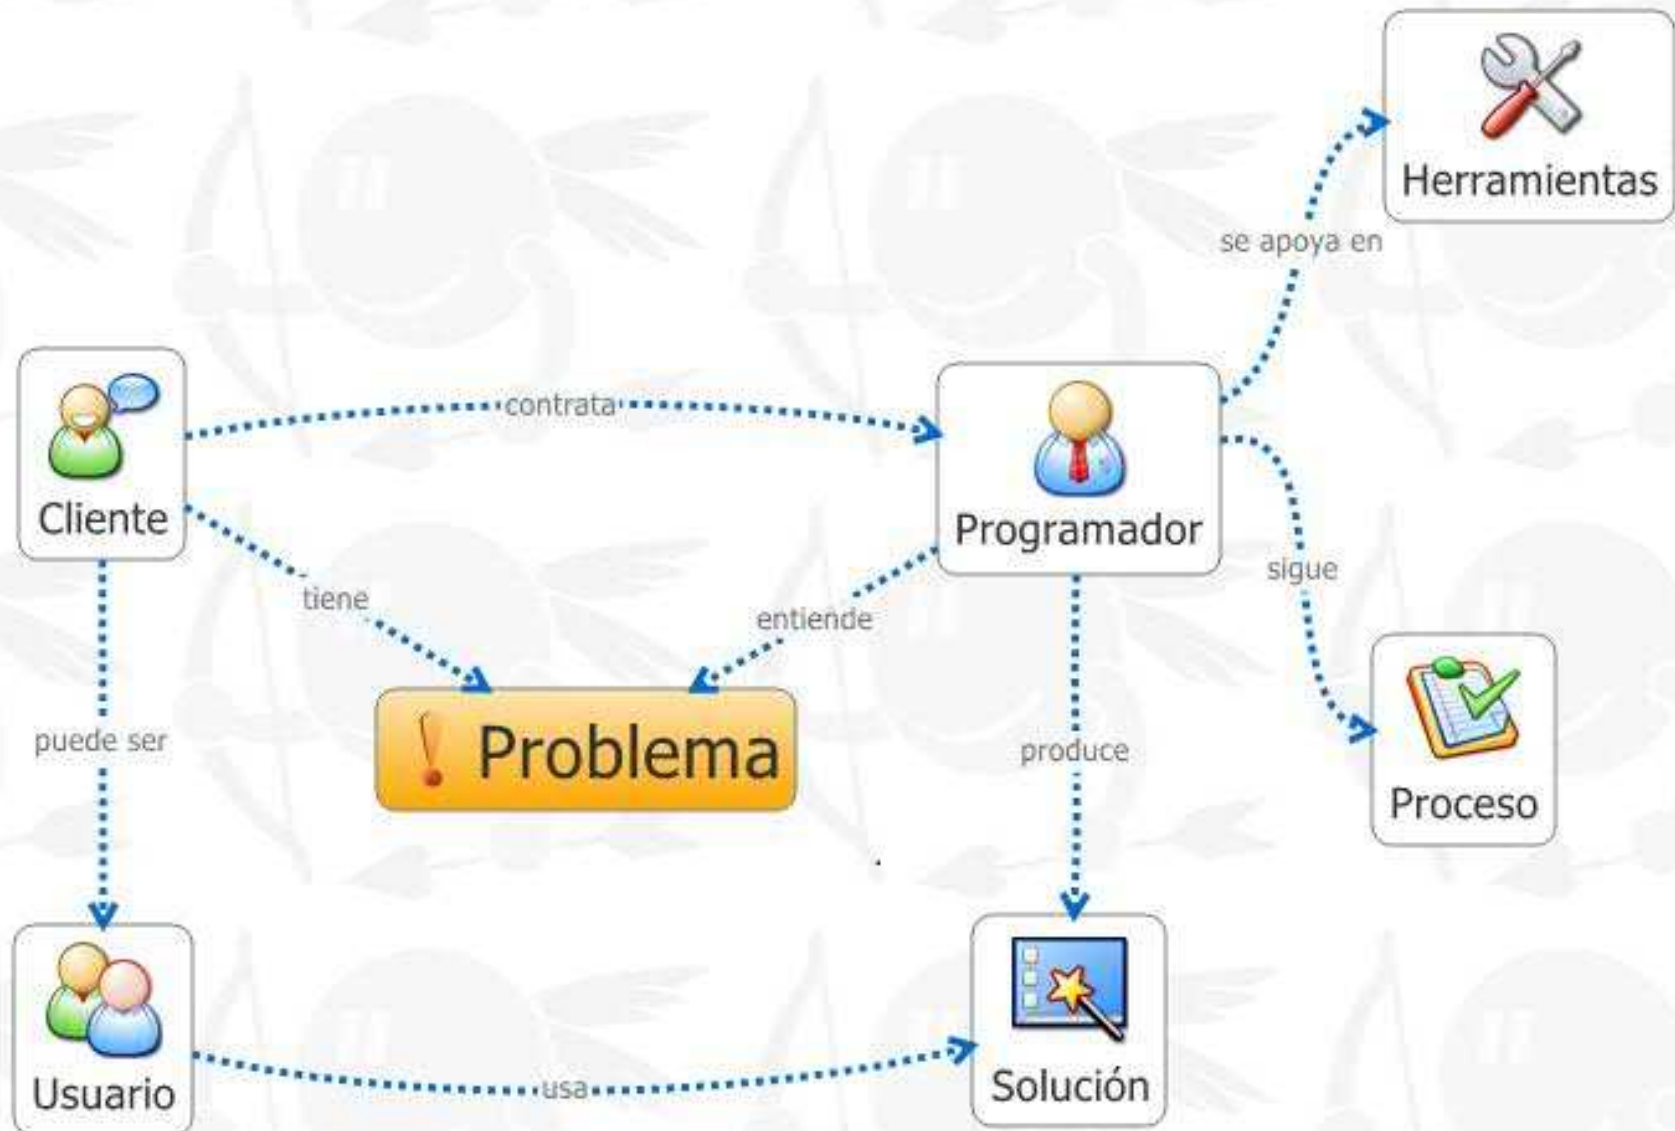 Herramientas
se apoya en
contrata
Cliente
Programador
tiene
entiende
sigue
puede ser
Problema
produce
Proceso
Usuario
usa
Solución